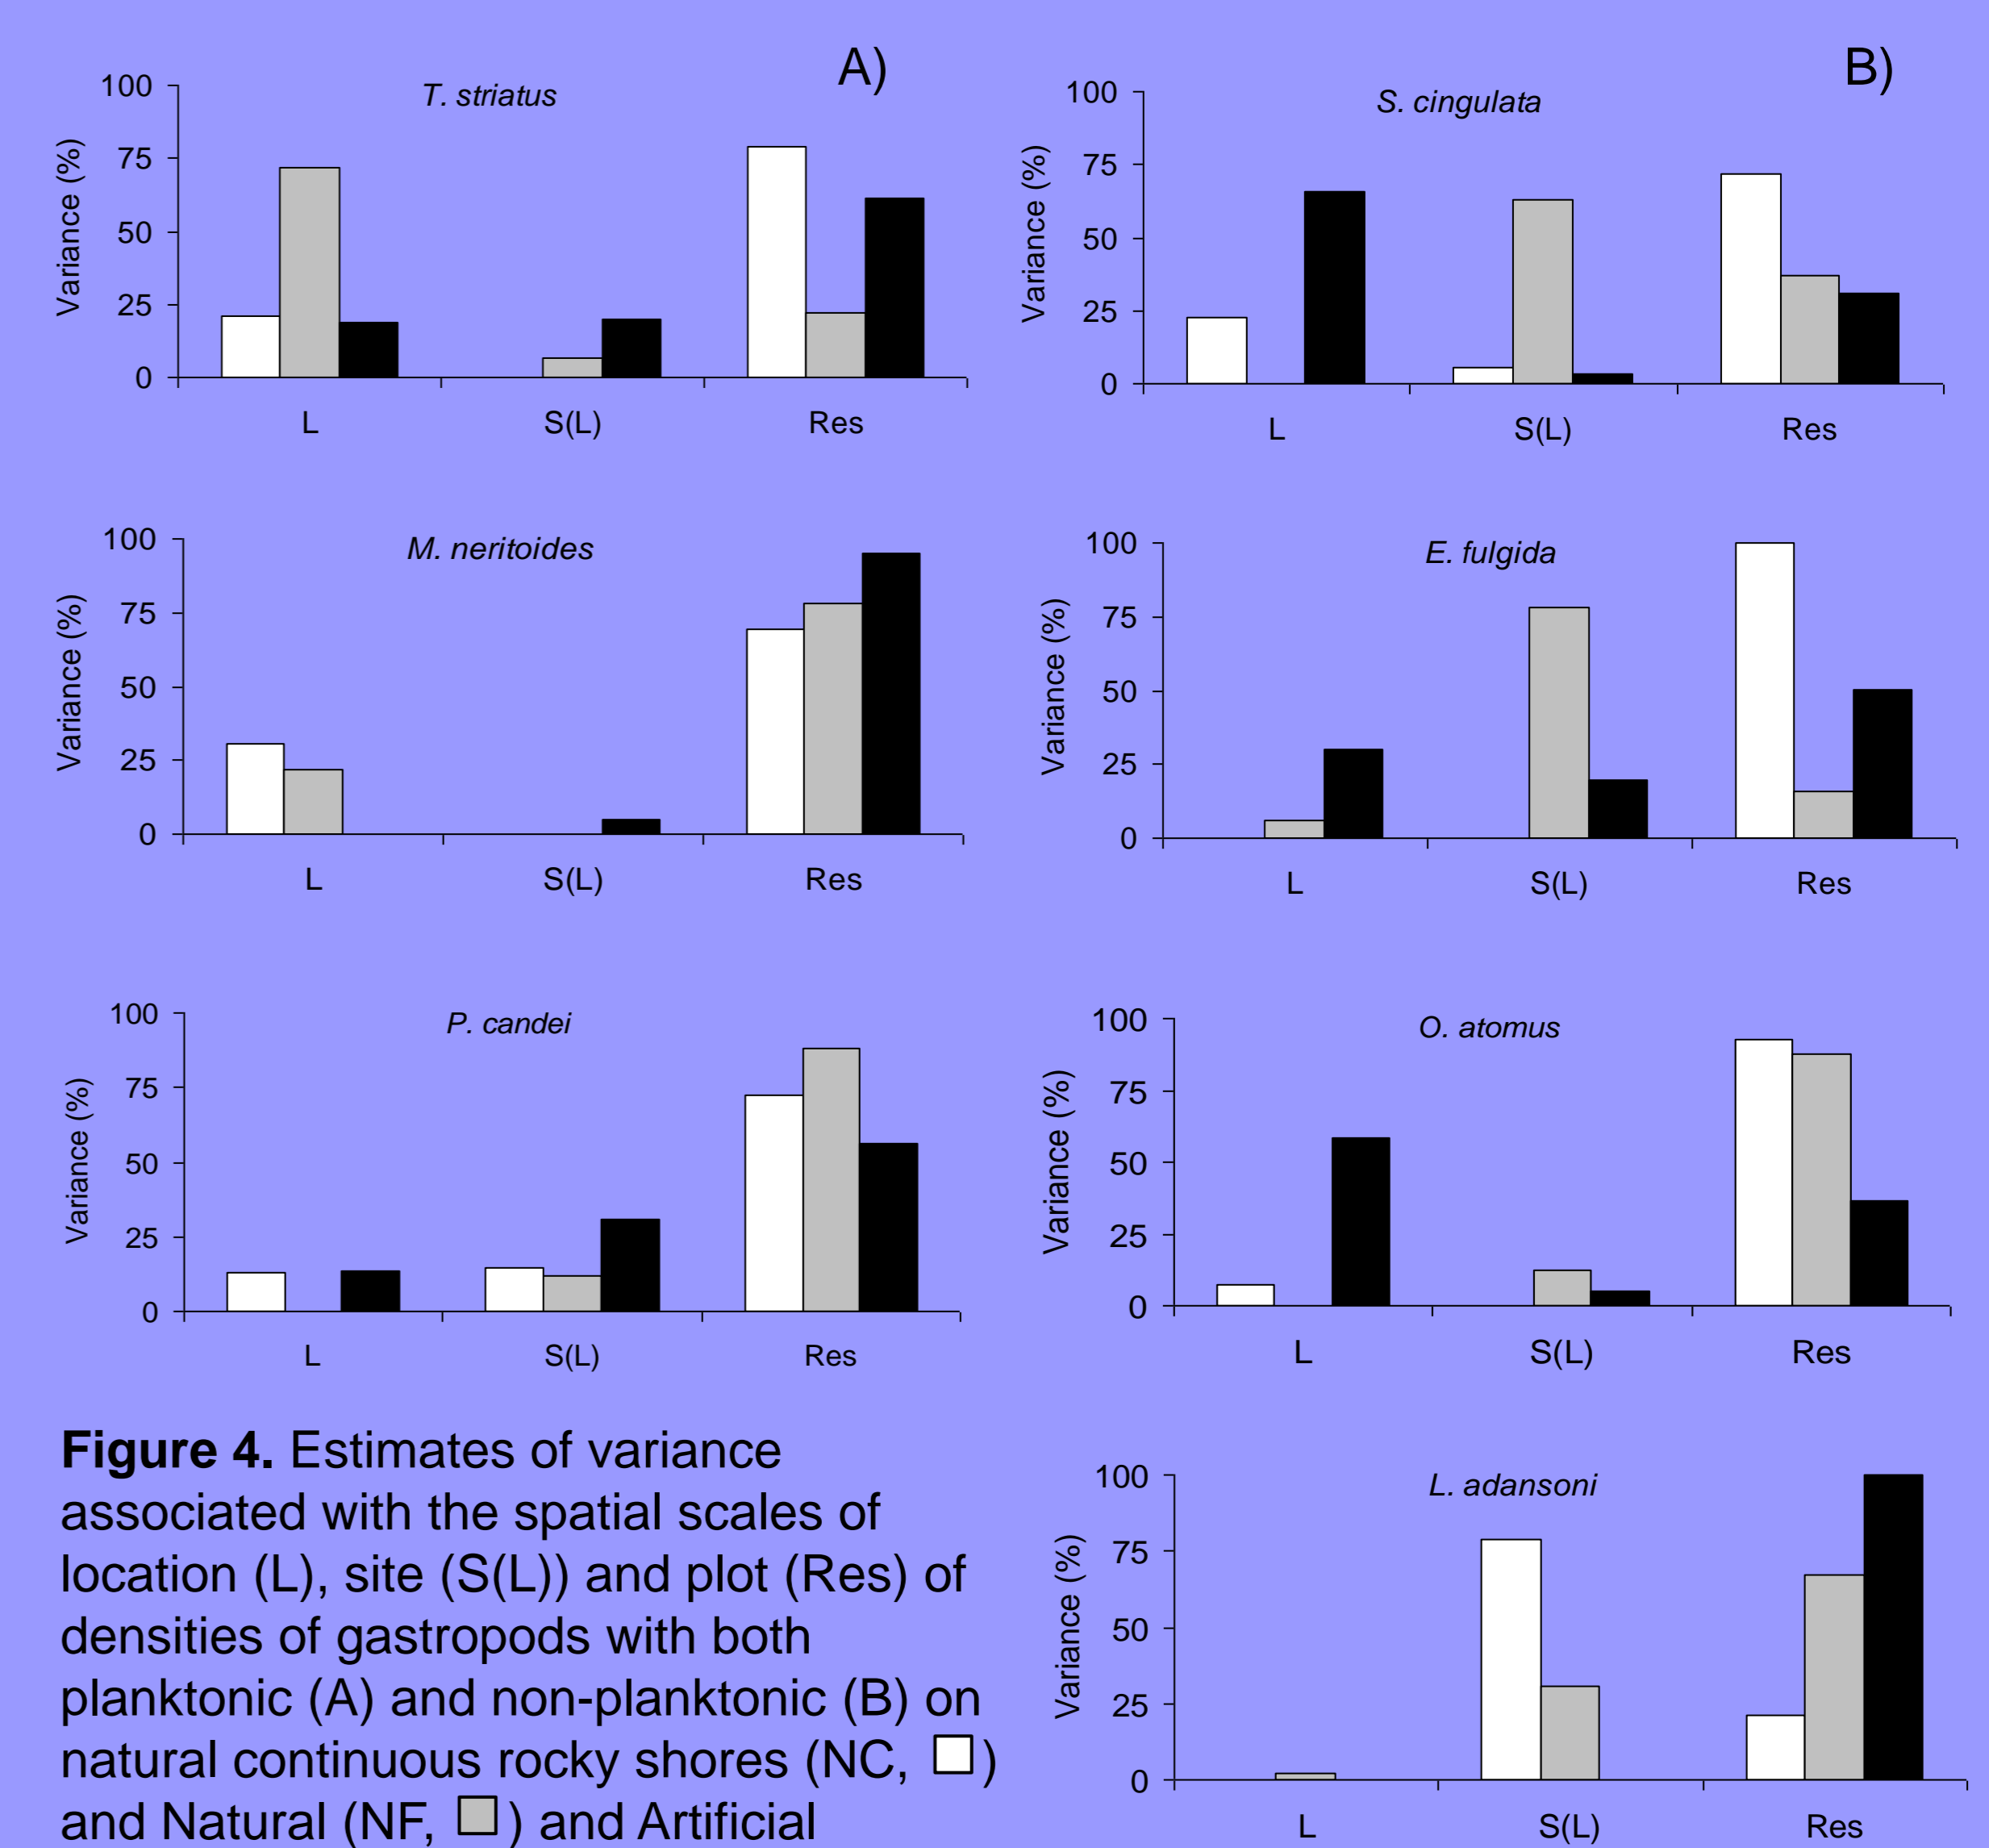 A)
T. striatus
Variance (%)
100
75
50
25
0
L S(L) Res
M. neritoides
Variance (%)
100
75
50
25
0
L S(L) Res
P. candei
Variance (%)
100
75
50
25
0
L S(L) Res
B)
S. cingulata
Variance (%)
100
75
50
25
0
L S(L) Res
E. fulgida
Variance (%)
100
75
50
25
0
L S(L) Res
O. atomus
Variance (%)
100
75
50
25
0
L S(L) Res
L. adansoni
Variance (%)
100
75
50
25
0
L S(L) Res
Figure 4. Estimates of variance
associated with the spatial scales of
location (L), site (S(L)) and plot (Res) of
densities of gastropods with both
planktonic (A) and non-planktonic (B) on
natural continuous rocky shores (NC, )
and Natural (NF, ) and Artificial